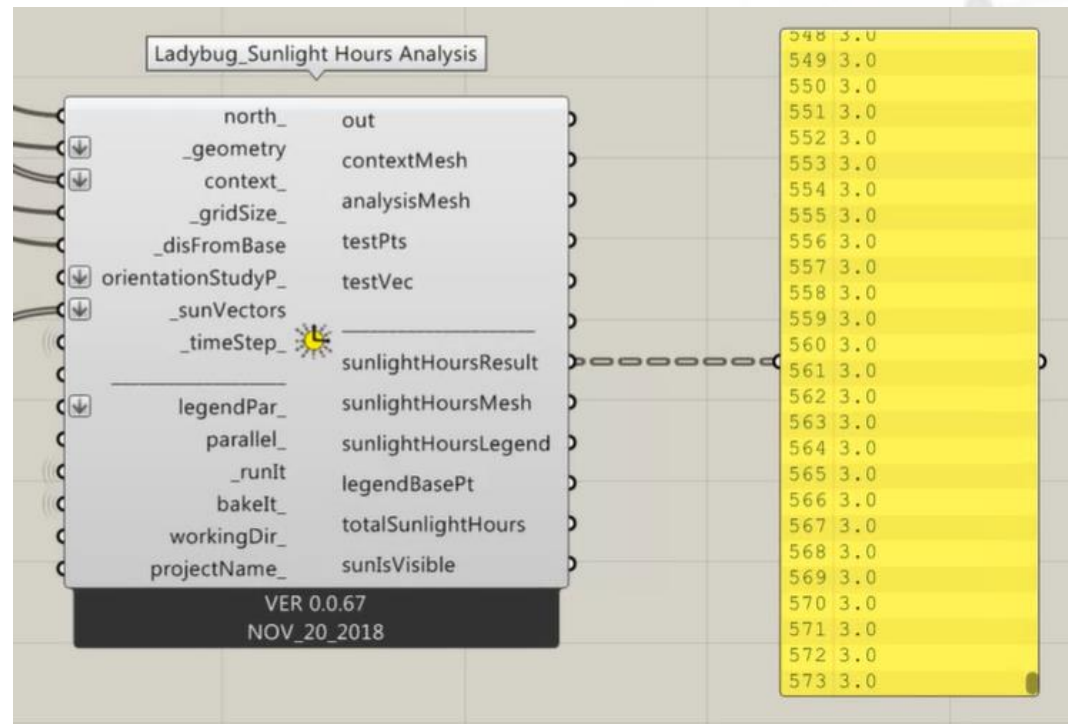 Ladybug_Sunlight Hours Analysis
north_
_geometry
context_
_gridSize_
_disFromBase
orientationStudyP_
_sunVectors
_timeStep_
legendPar_
parallel_
_runIt
bakeIt_
workingDir_
projectName_
out
contextMesh
analysisMesh
testPts
testVec
sunlightHoursResult
sunlightHoursMesh
sunlightHoursLegend
legendBasePt
totalSunlightHours
sunIsVisible
VER 0.0.67
NOV_20_2018
548 3.0
549 3.0
550 3.0
551 3.0
552 3.0
553 3.0
554 3.0
555 3.0
556 3.0
557 3.0
558 3.0
559 3.0
560 3.0
561 3.0
562 3.0
563 3.0
564 3.0
565 3.0
566 3.0
567 3.0
568 3.0
569 3.0
570 3.0
571 3.0
572 3.0
573 3.0